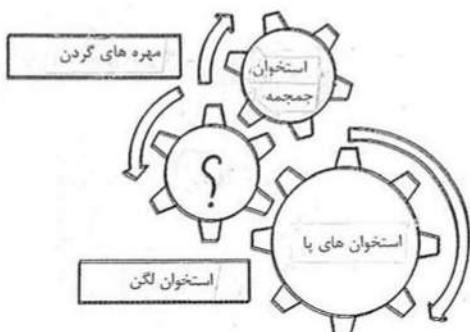 مهره های گردن
استخوان
جمجمه
؟
استخوان های پا
استخوان لگن